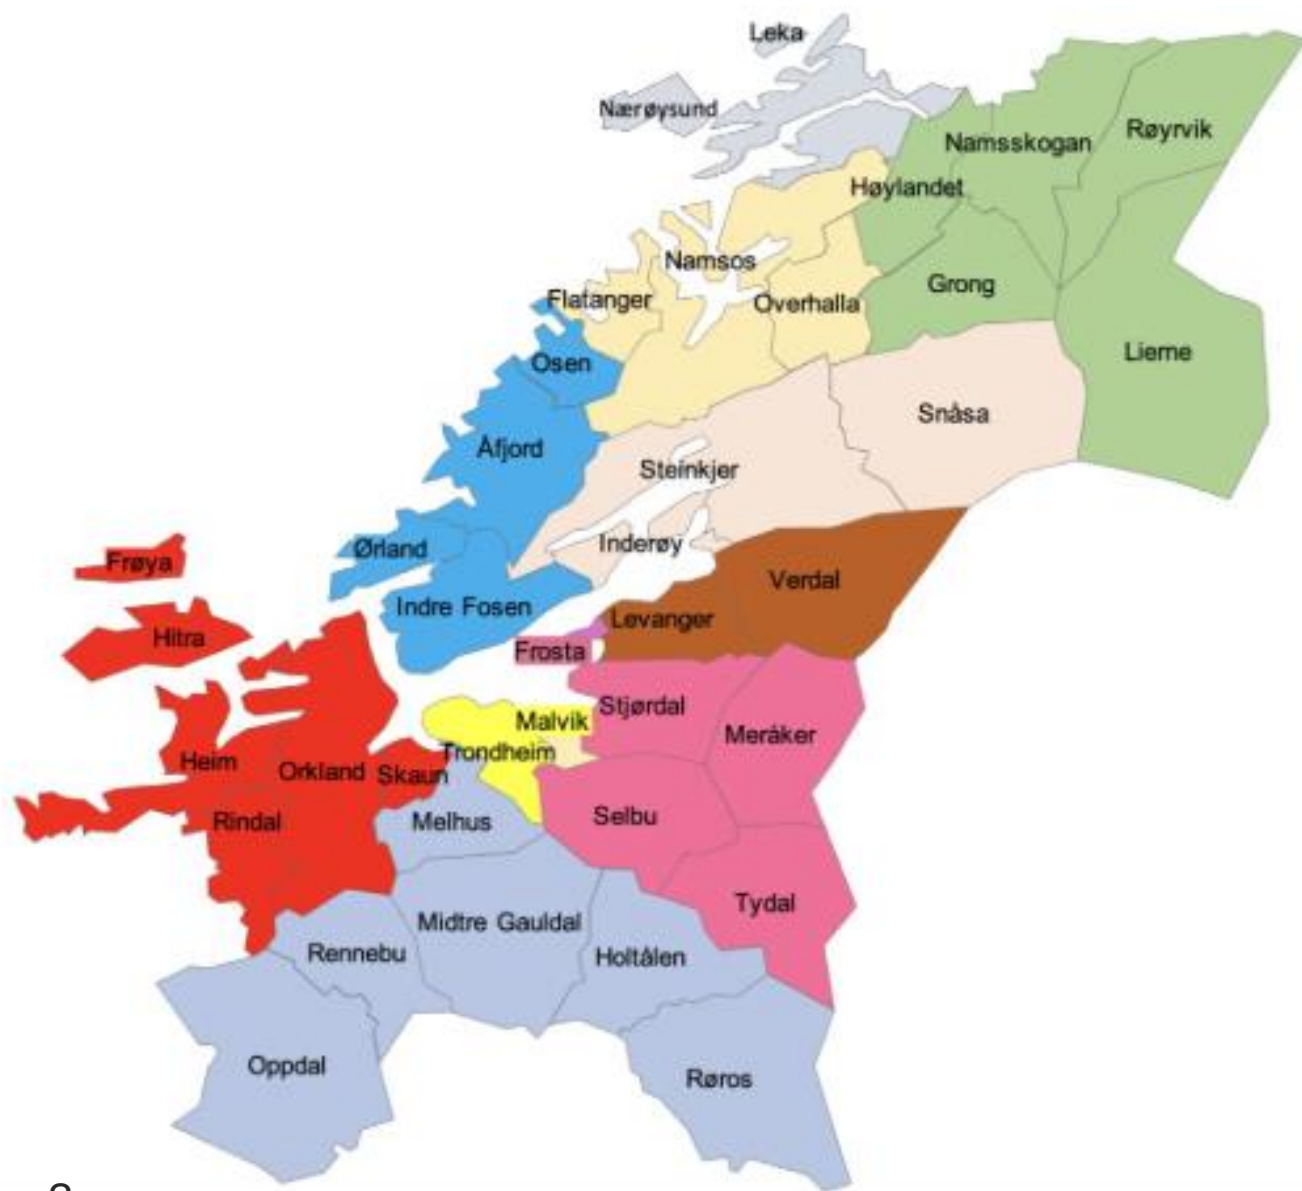 Leka
Nærøysund
Namsskogan
Røyrvik
Høylandet
Namsos
Grong
Flatanger
Overhalla
Lierne
Osen
Snåsa
Åfjord
Steinkjer
Inderøy
Ørland
Frøya
Verdal
Indre Fosen
Levanger
Hitra
Frosta
Stjørdal
Malvik
Meråker
Trondheim
Heim
Orkland
Skaun
Selbu
Rindal
Melhus
Tydal
Midtre Gauldal
Rennebu
Holtålen
Oppdal
Røros